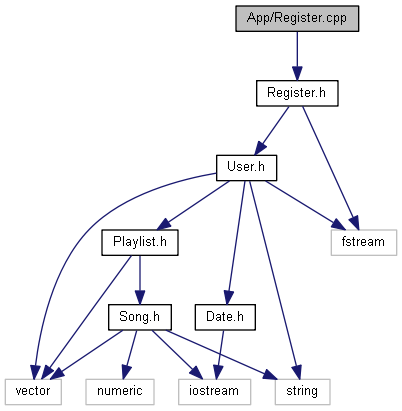 App/Register.cpp
Register.h
User.h
Playlist.h
fstream
Song.h
Date.h
vector
numeric
iostream
string